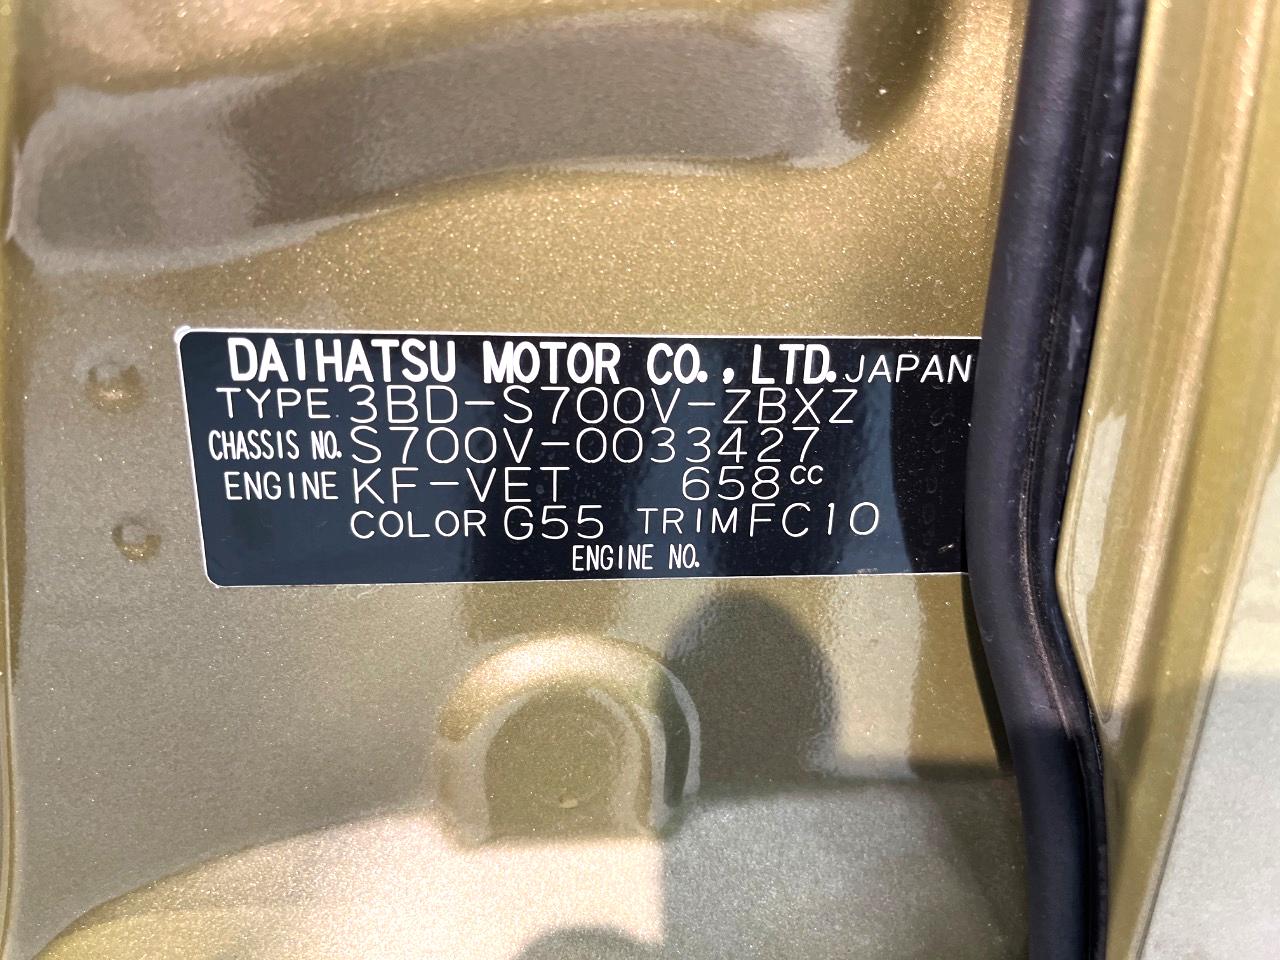 DAIHATSU MOTOR CO., LTD. JAPAN
TYPE 3BD-S700V-ZBXZ
CHASSIS NO. S700V-0033427
ENGINE KF-VET 658cc
COLOR G55 TRIM FC10
ENGINE NO.